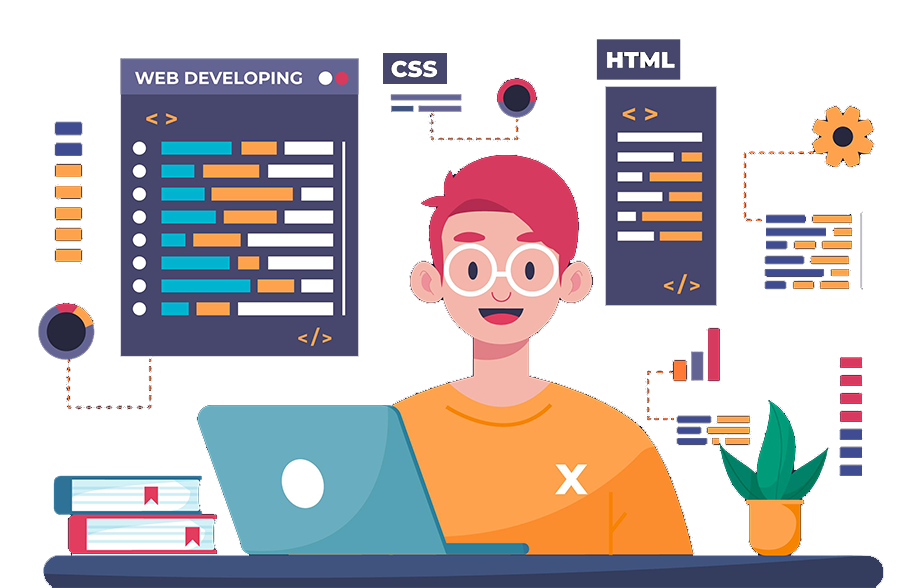 WEB DEVELOPING
CSS
HTML
< >
< >
</>
</>
X